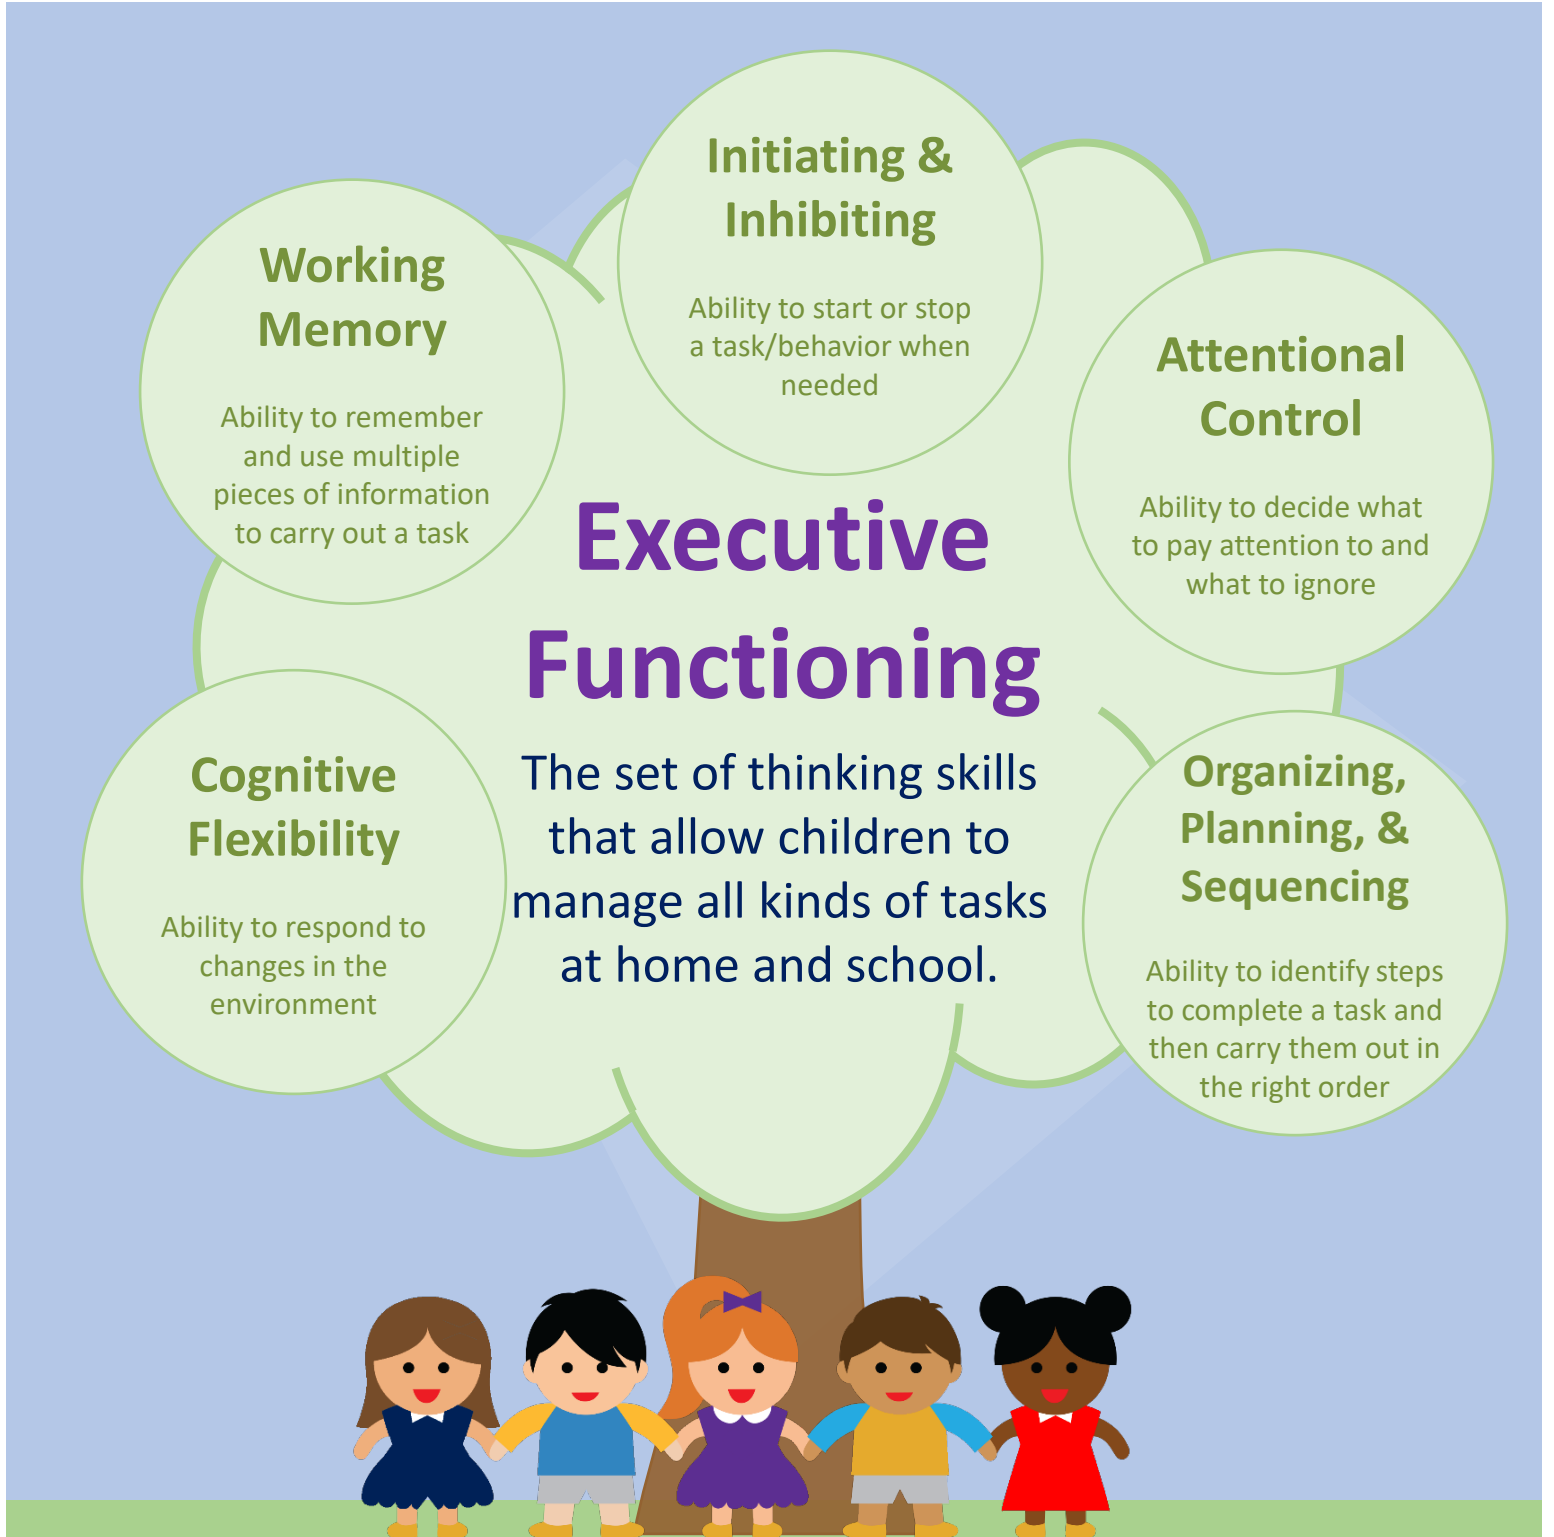 Initiating &
Inhibiting
Ability to start or stop
a task/behavior when
needed
Working
Memory
Ability to remember
and use multiple
pieces of information
to carry out a task
Attentional
Control
Ability to decide what
to pay attention to and
what to ignore
Executive
Functioning
The set of thinking skills
that allow children to
manage all kinds of tasks
at home and school.
Cognitive
Flexibility
Ability to respond to
changes in the
environment
Organizing,
Planning, &
Sequencing
Ability to identify steps
to complete a task and
then carry them out in
the right order